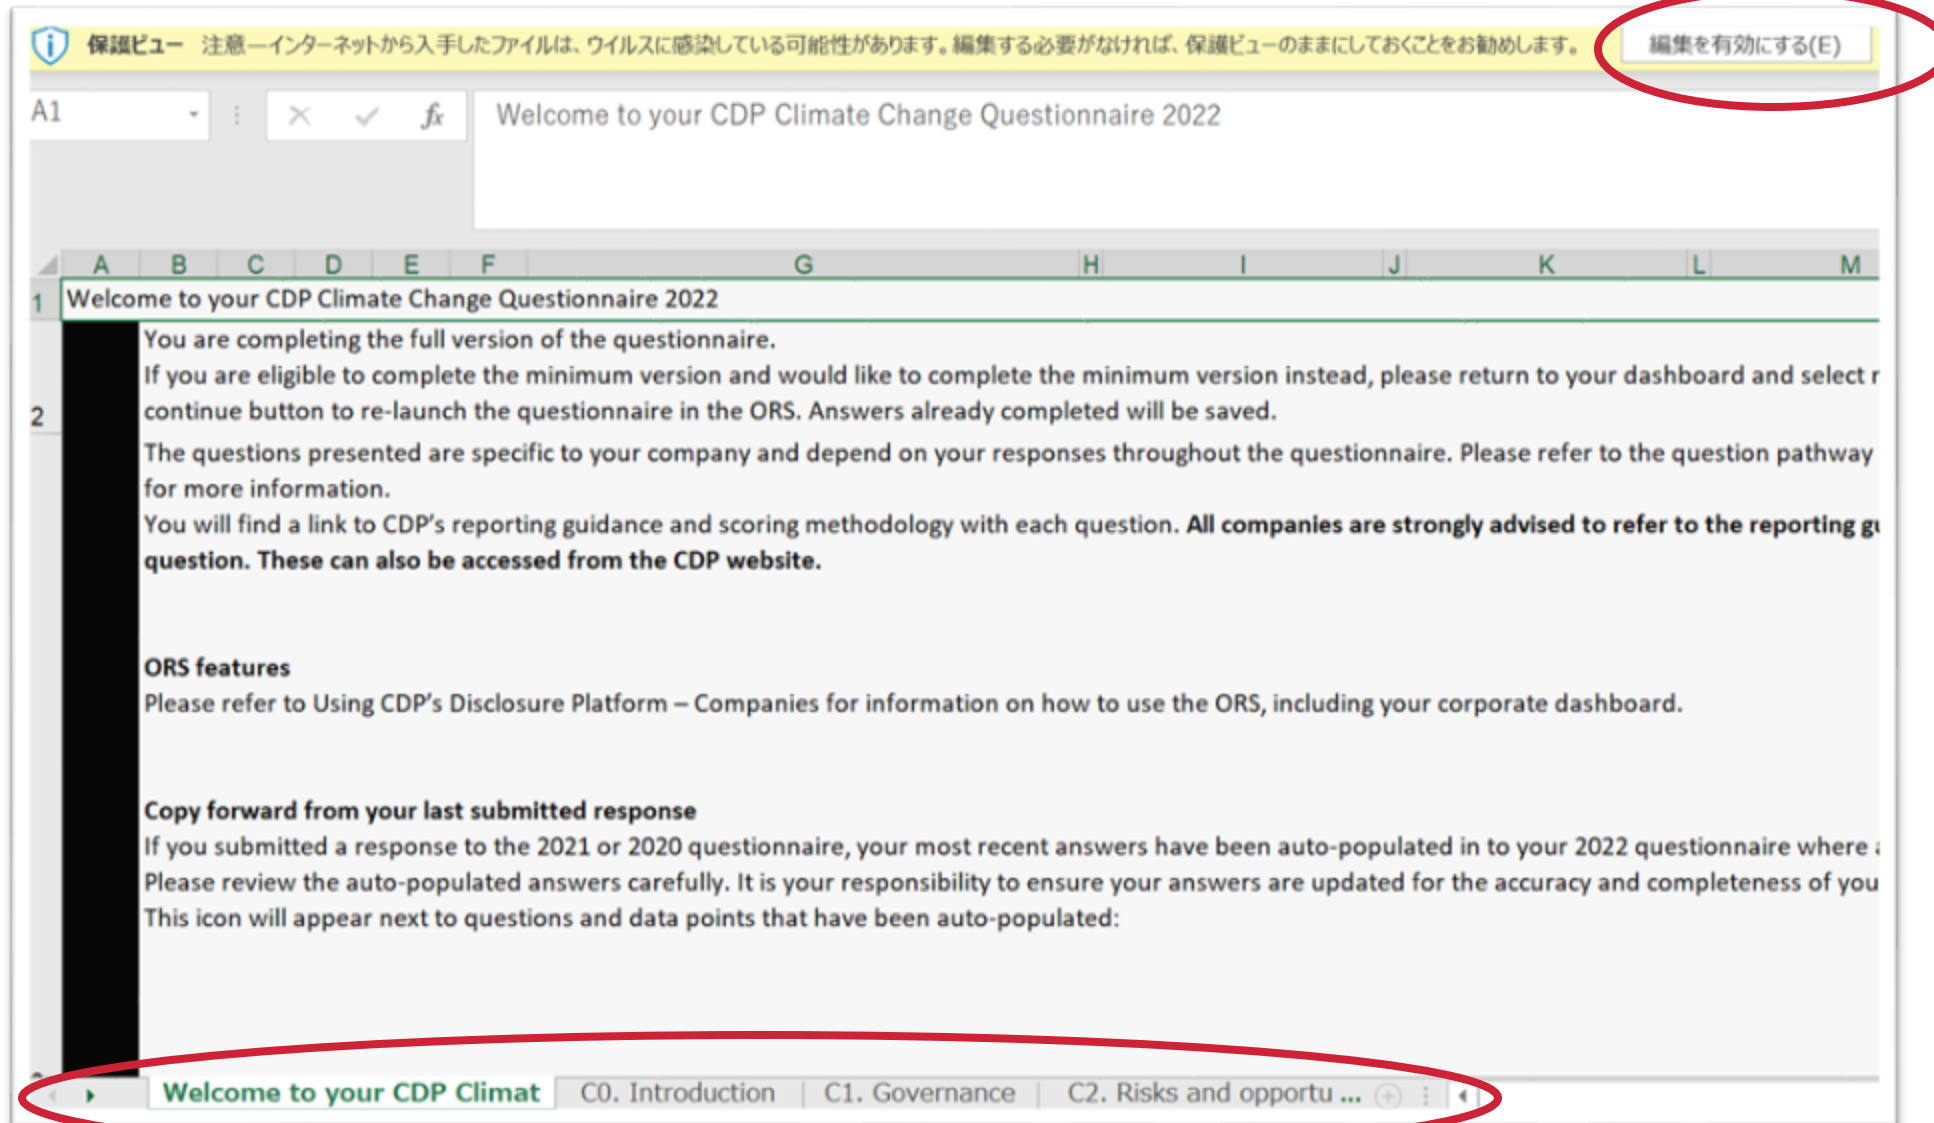 保護ビュー 注意—インターネットから入手したファイルは、ウイルスに感染している可能性があります。編集する必要がなければ、保護ビューのままにしておくことをお勧めします。 編集を有効にする(E)
A1 fx Welcome to your CDP Climate Change Questionnaire 2022
A B C D E F G H I J K L M
1 Welcome to your CDP Climate Change Questionnaire 2022
You are completing the full version of the questionnaire.
If you are eligible to complete the minimum version and would like to complete the minimum version instead, please return to your dashboard and select
2 continue button to re-launch the questionnaire in the ORS. Answers already completed will be saved.
The questions presented are specific to your company and depend on your responses throughout the questionnaire. Please refer to the question pathway
for more information.
You will find a link to CDP's reporting guidance and scoring methodology with each question. All companies are strongly advised to refer to the reporting
question. These can also be accessed from the CDP website.
ORS features
Please refer to Using CDP's Disclosure Platform – Companies for information on how to use the ORS, including your corporate dashboard.
Copy forward from your last submitted response
If you submitted a response to the 2021 or 2020 questionnaire, your most recent answers have been auto-populated in to your 2022 questionnaire where
Please review the auto-populated answers carefully. It is your responsibility to ensure your answers are updated for the accuracy and completeness of you
This icon will appear next to questions and data points that have been auto-populated:
Welcome to your CDP Climat C0. Introduction C1. Governance C2. Risks and opportu ...